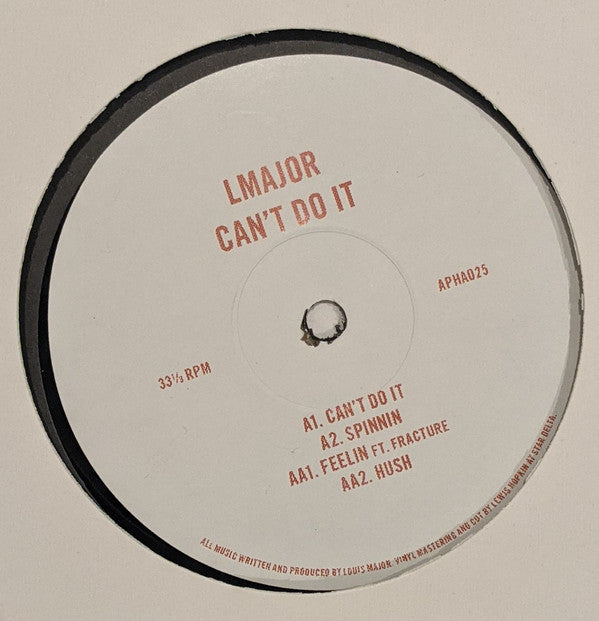 LMAJOR
CAN'T DO IT
APHA025
33⅓ RPM
A1. CAN'T DO IT
A2. SPINNIN
AA1. FEELIN FT. FRACTURE
AA2. HUSH
ALL MUSIC WRITTEN AND PRODUCED BY LOUIS MAJOR. VINYL MASTERING AND CUT BY LEWIS HOPKIN AT STAR DELTA.